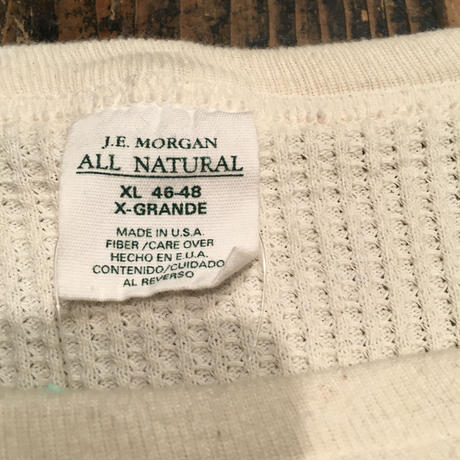 J.E. MORGAN
ALL NATURAL
XL 46-48
X-GRANDE
MADE IN U.S.A.
FIBER/CARE OVER
HECHO EN E.U.A.
CONTENIDO/CUIDADO
AL REVERSO